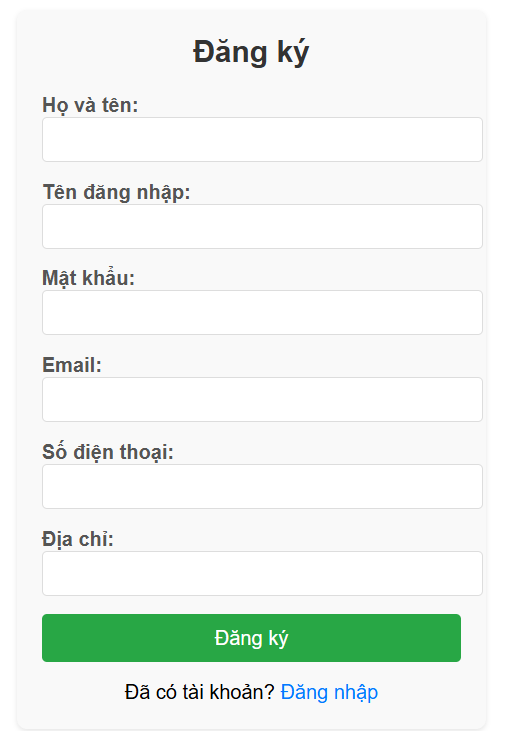 Đăng ký
Họ và tên:
Tên đăng nhập:
Mật khẩu:
Email:
Số điện thoại:
Địa chỉ:
Đăng ký
Đã có tài khoản? Đăng nhập